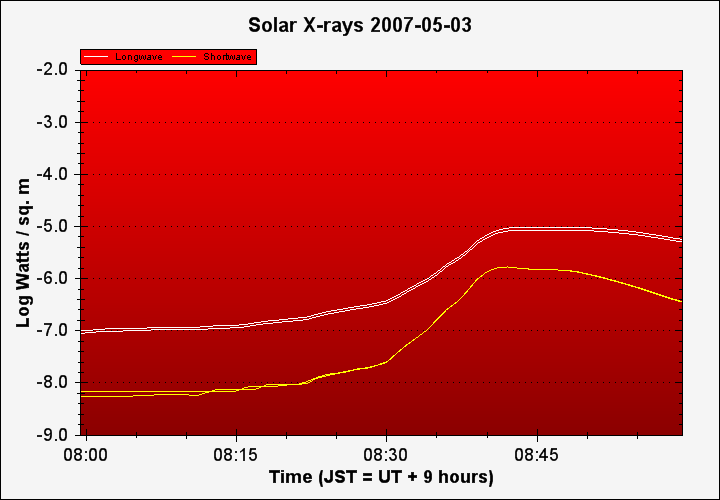 Solar X-rays 2007-05-03
Longwave Shortwave
-2.0
-3.0
-4.0
-5.0
-6.0
-7.0
-8.0
-9.0
Log Watts / sq. m
08:00 08:15 08:30 08:45
Time (JST = UT + 9 hours)